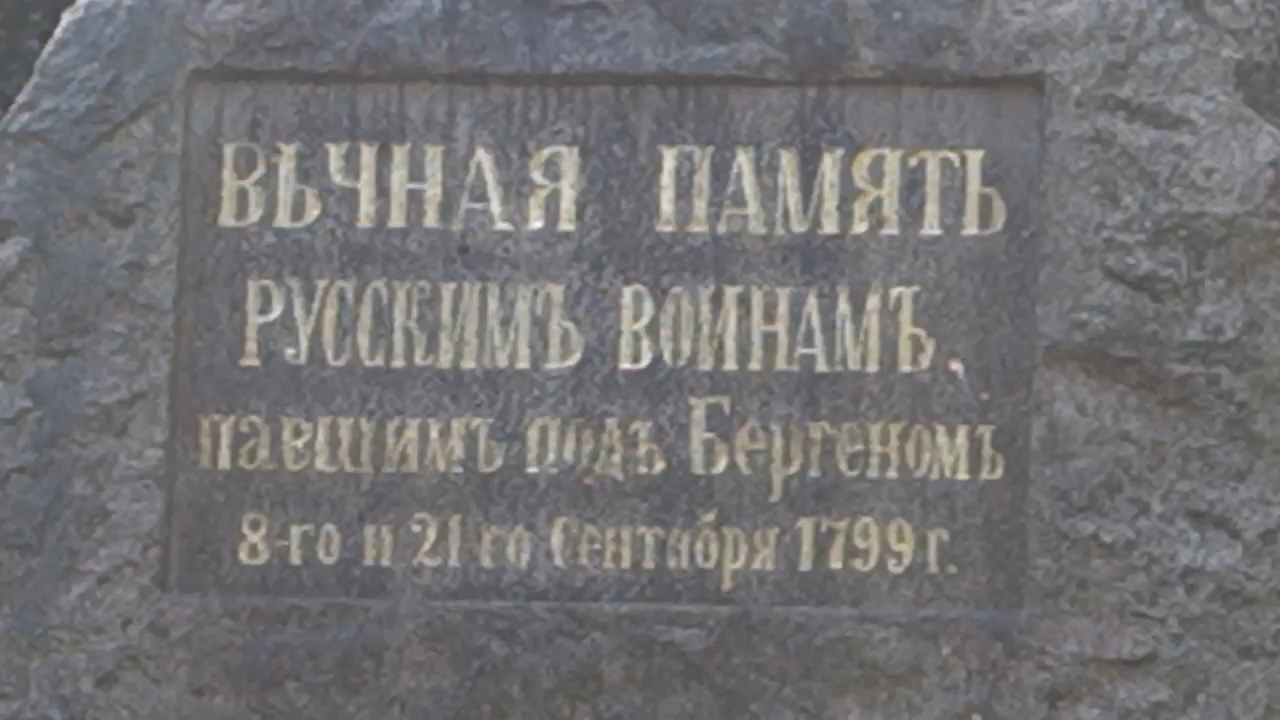 ВѢЧНАЯ ПАМЯТЬ
РУССКИМЪ ВОИНАМЪ,
павшимъ подъ Бергеномъ
8-го и 21-го Сентября 1799 г.